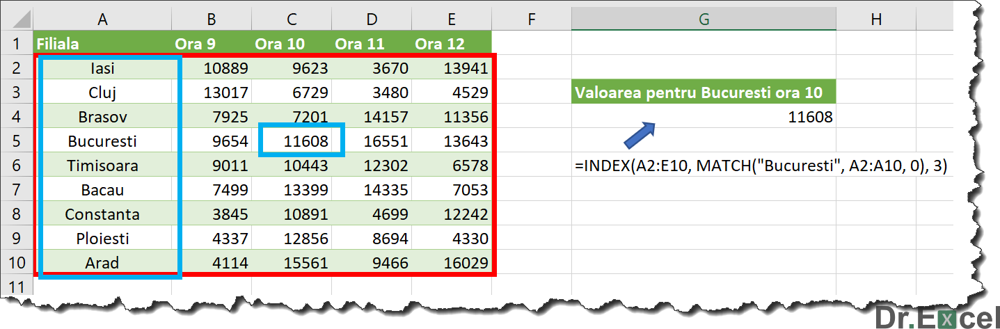 A B C D E F G H
1 Filiala Ora 9 Ora 10 Ora 11 Ora 12
2 Iasi 10889 9623 3670 13941
3 Cluj 13017 6729 3480 4529 Valoarea pentru Bucuresti ora 10
4 Brasov 7925 7201 14157 11356 11608
5 Bucuresti 9654 11608 16551 13643
6 Timisoara 9011 10443 12302 6578 =INDEX(A2:E10, MATCH("Bucuresti", A2:A10, 0), 3)
7 Bacau 7499 13399 14335 7053
8 Constanta 3845 10891 4699 12242
9 Ploiesti 4337 12856 8694 4330
10 Arad 4114 15561 9466 16029
11
Dr.Excel